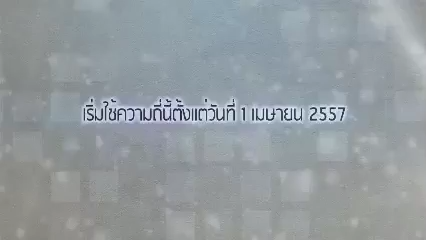 เริ่มใช้ความถี่นี้ตั้งแต่วันที่ 1 เมษายน 2557